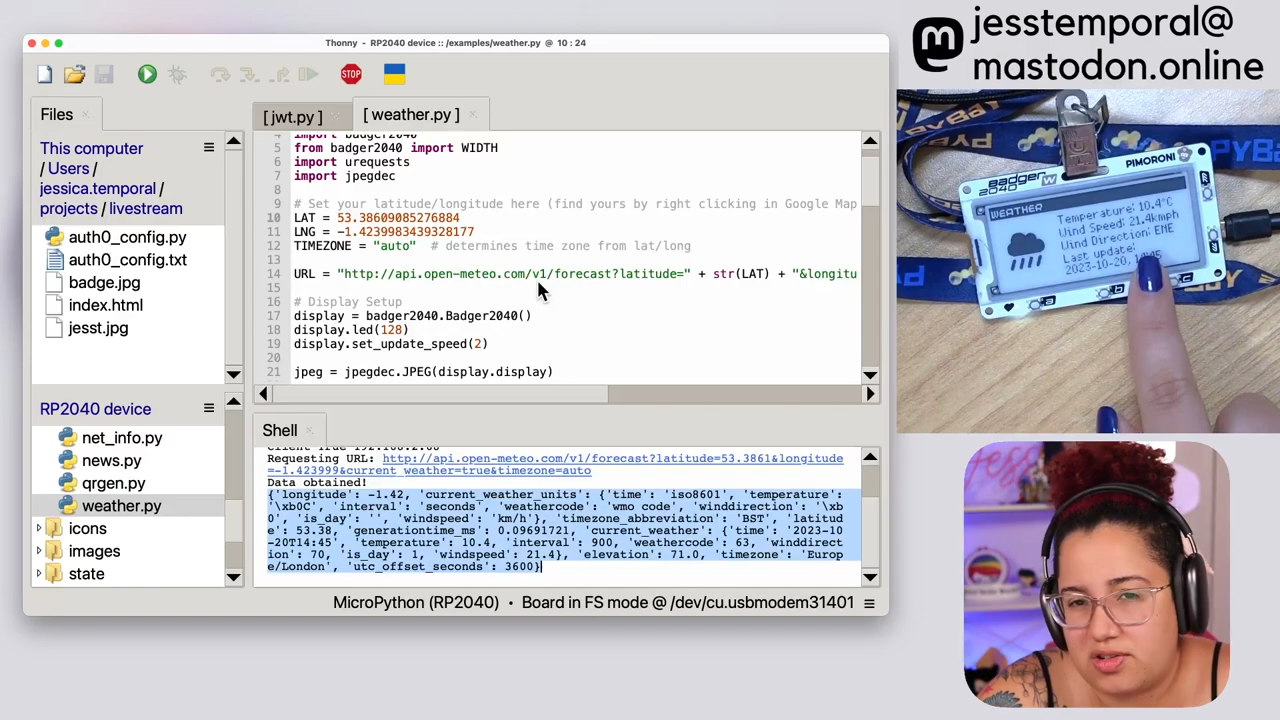 jesstemporal@
mastodon.online
Thonny - RP2040 device :: /examples/weather.py @ 10 : 24
STOP
Files
This computer
Users /
jessica.temporal /
projects / livestream
auth0_config.py
auth0_config.txt
badge.jpg
index.html
jesst.jpg
RP2040 device
net_info.py
news.py
qrgen.py
weather.py
icons
images
state
[ jwt.py ]
[ weather.py ]
4 import badger2040
5 from badger2040 import WIDTH
6 import urequests
7 import jpegdec
8
9 # Set your latitude/longitude here (find yours by right clicking in Google Map
10 LAT = 53.38609085276884
11 LNG = -1.4239983439328177
12 TIMEZONE = "auto"  # determines time zone from lat/long
13
14 URL = "http://api.open-meteo.com/v1/forecast?latitude=" + str(LAT) + "&longitu
15
16 # Display Setup
17 display = badger2040.Badger2040()
18 display.led(128)
19 display.set_update_speed(2)
20
21 jpeg = jpegdec.JPEG(display.display)
Shell
Requesting URL: http://api.open-meteo.com/v1/forecast?latitude=53.3861&longitude
=-1.423999&current_weather=true&timezone=auto
Data obtained!
{'longitude': -1.42, 'current_weather_units': {'time': 'iso8601', 'temperature':
'\xb0C', 'interval': 'seconds', 'weathercode': 'wmo code', 'winddirection': '\xb
0', 'is_day': '', 'windspeed': 'km/h'}, 'timezone_abbreviation': 'BST', 'latitud
e': 53.38, 'generationtime_ms': 0.09691721, 'current_weather': {'time': '2023-10
-20T14:45', 'temperature': 10.4, 'interval': 900, 'weathercode': 63, 'winddirect
ion': 70, 'is_day': 1, 'windspeed': 21.4}, 'elevation': 71.0, 'timezone': 'Europ
e/London', 'utc_offset_seconds': 3600}
MicroPython (RP2040) • Board in FS mode @ /dev/cu.usbmodem31401
PIMORONI
Badger
2040 W
WEATHER
Temperature: 10.4°C
Wind Speed: 21.4kmph
Wind Direction: ENE
Last update:
2023-10-20,
a
b
c